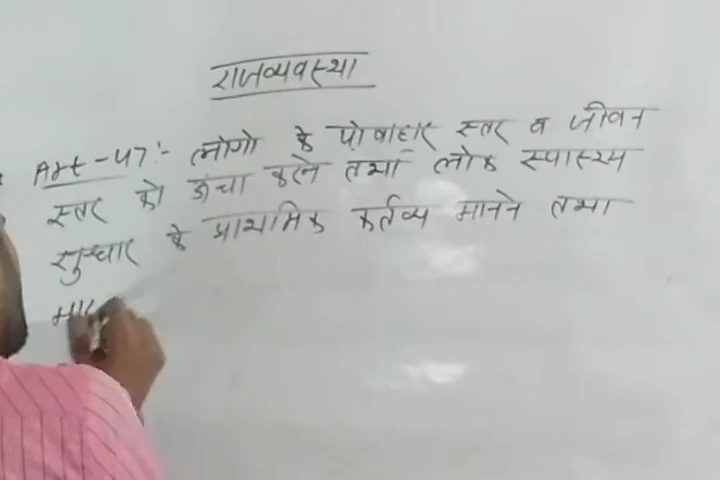 राजव्यवस्था
Art - 47 :- लोगो के पोषाहार स्तर व जीवन
स्तर को ऊंचा करने तथा लोक स्वास्थ्य
सुधार के प्राथमिक कर्तव्य मानने तथा